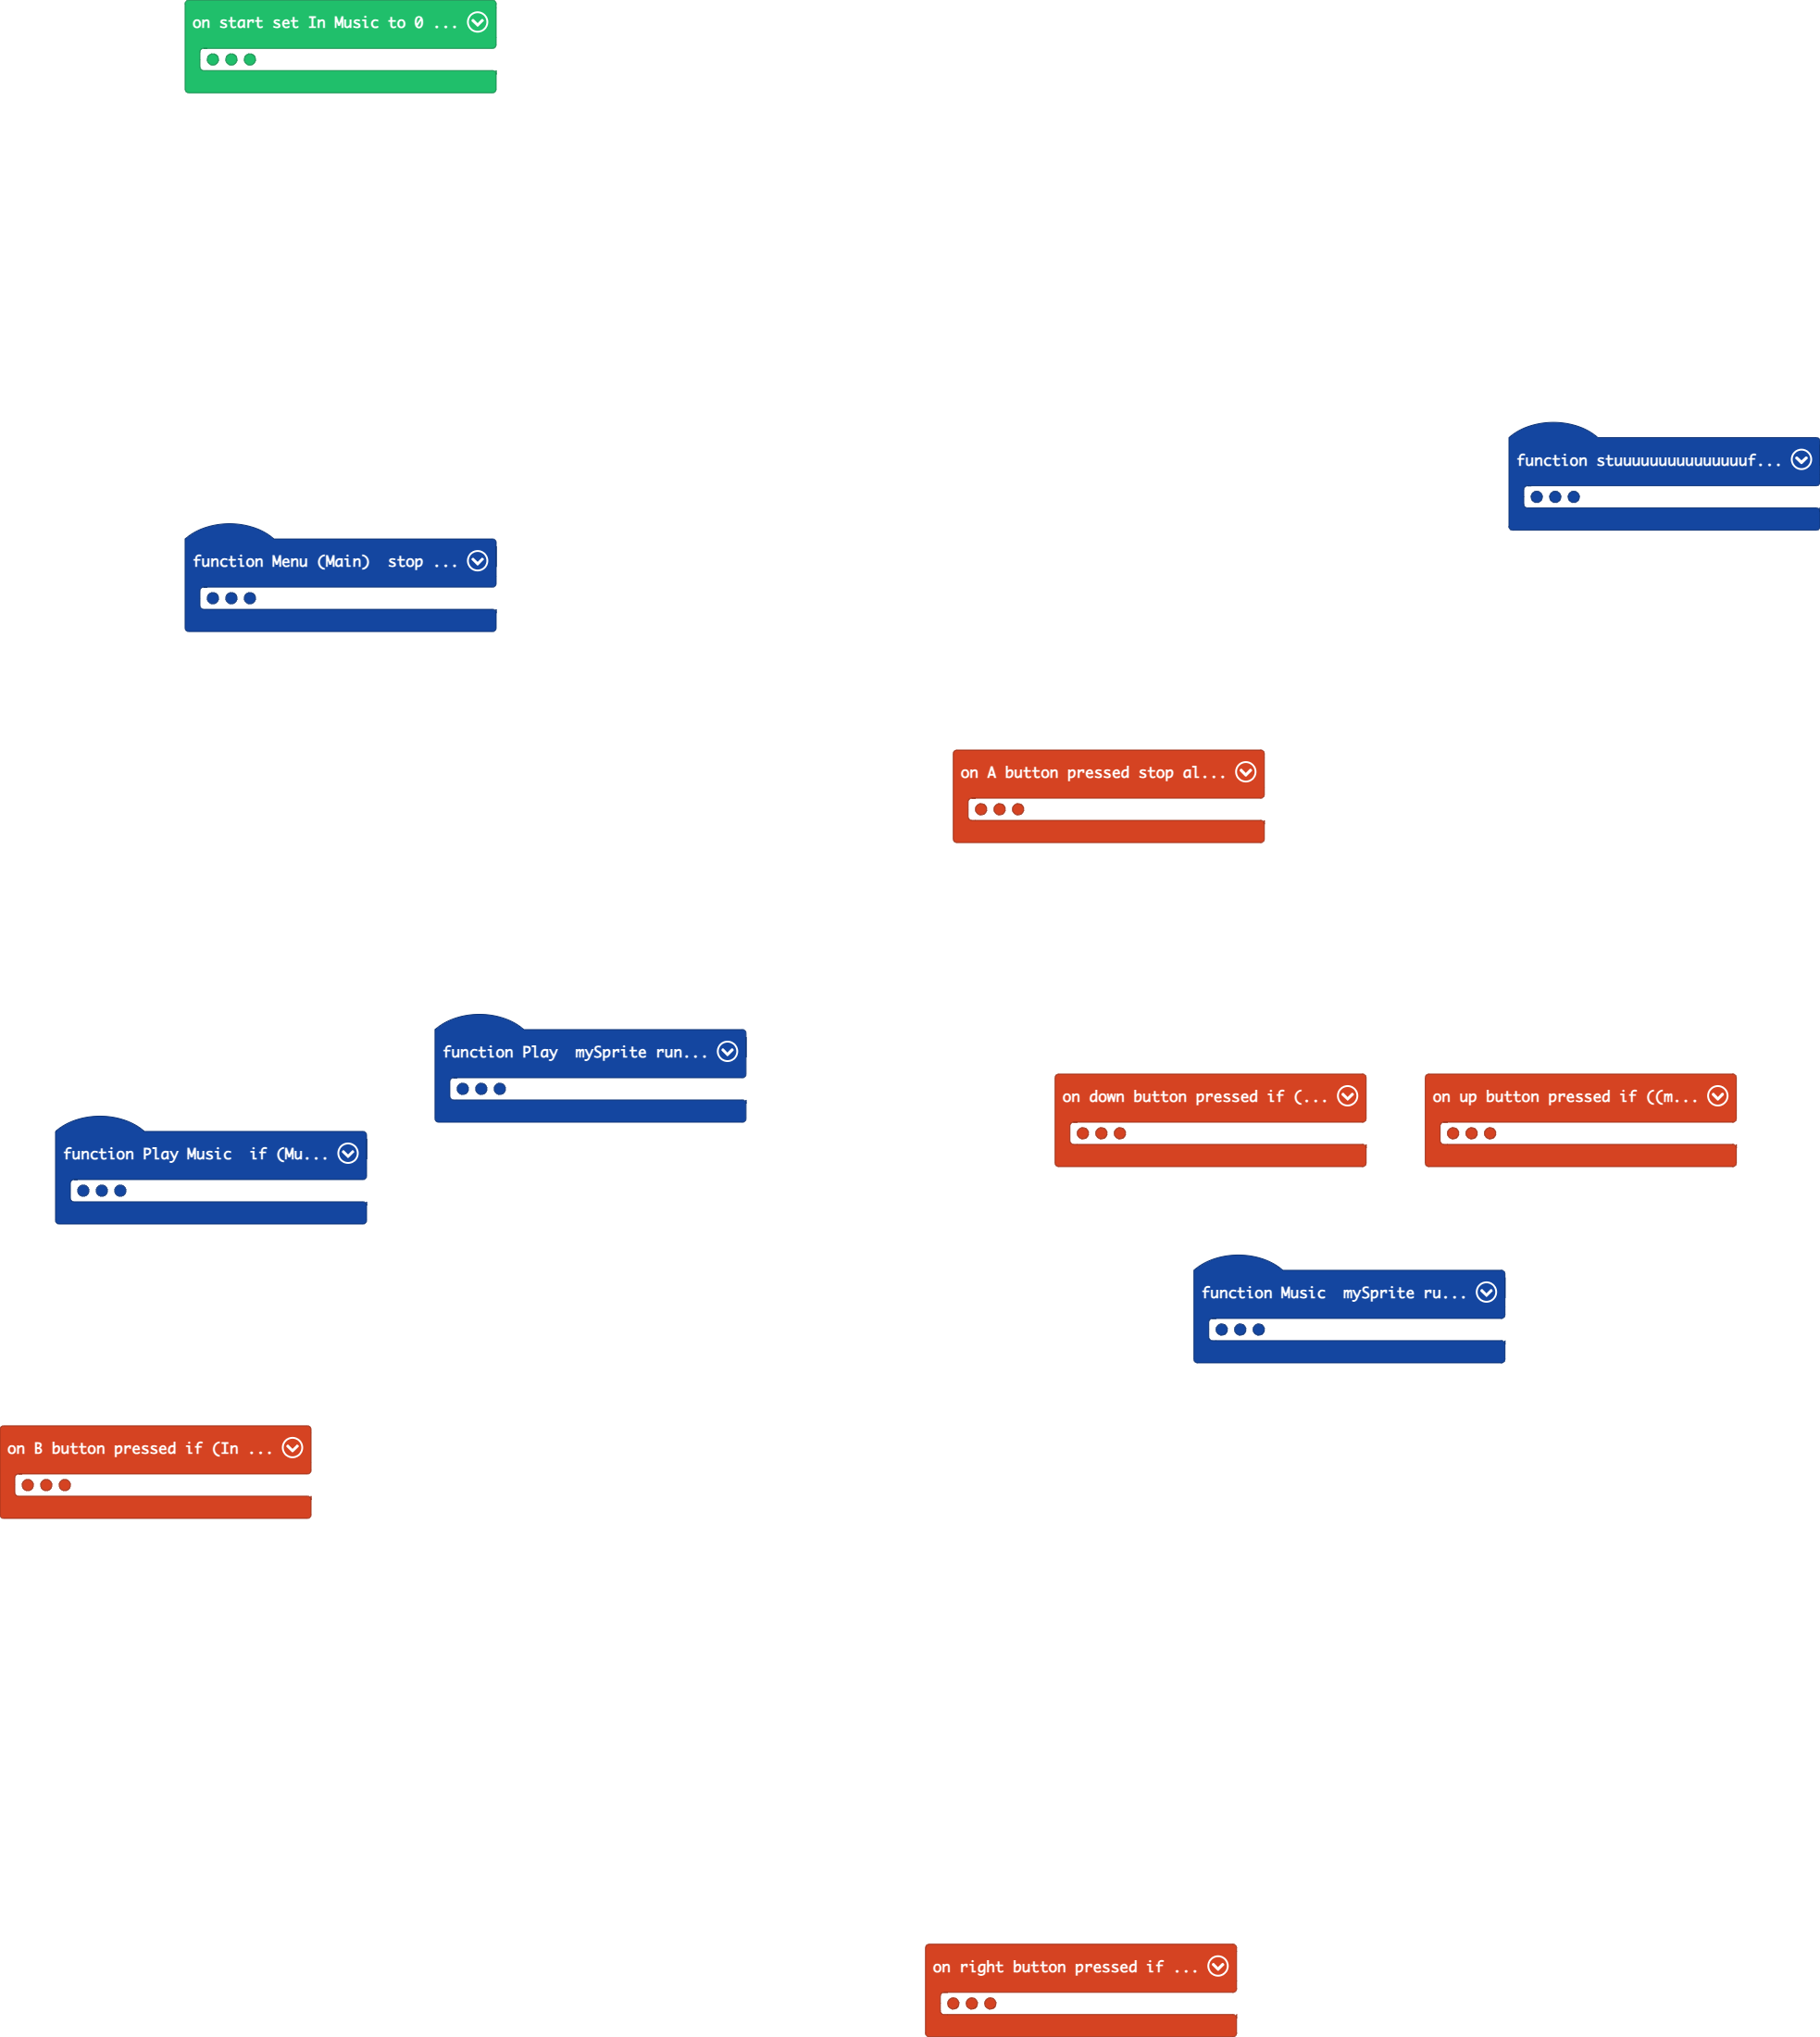 on start set In Music to 0 ...
function stuuuuuuuuuuuuuuuf...
function Menu (Main)  stop ...
on A button pressed stop al...
function Play  mySprite run...
on down button pressed if (...
on up button pressed if ((m...
function Play Music  if (Mu...
function Music  mySprite ru...
on B button pressed if (In ...
on right button pressed if ...